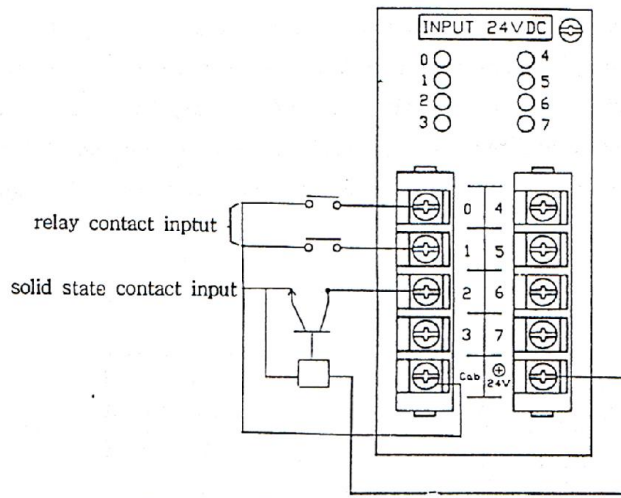 INPUT 24VDC
0 4
1 5
2 6
3 7
relay contact inptut
solid state contact input
0 4
1 5
2 6
3 7
Cab ⊕ 24V